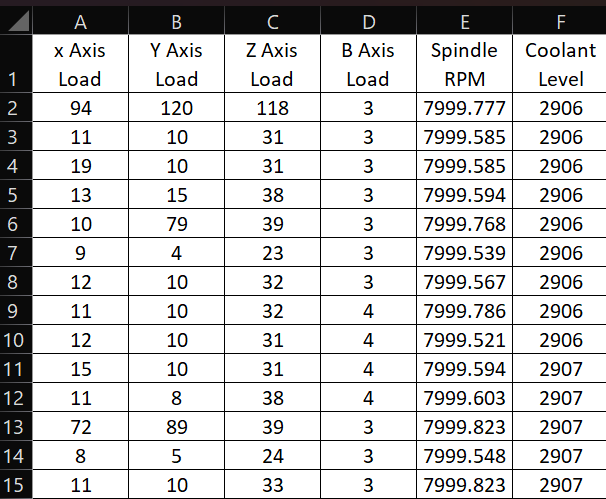 A B C D E F
x Axis Y Axis Z Axis B Axis Spindle Coolant
1 Load Load Load Load RPM Level
2 94 120 118 3 7999.777 2906
3 11 10 31 3 7999.585 2906
4 19 10 31 3 7999.585 2906
5 13 15 38 3 7999.594 2906
6 10 79 39 3 7999.768 2906
7 9 4 23 3 7999.539 2906
8 12 10 32 3 7999.567 2906
9 11 10 32 4 7999.786 2906
10 12 10 31 4 7999.521 2906
11 15 10 31 4 7999.594 2907
12 11 8 38 4 7999.603 2907
13 72 89 39 3 7999.823 2907
14 8 5 24 3 7999.548 2907
15 11 10 33 3 7999.823 2907